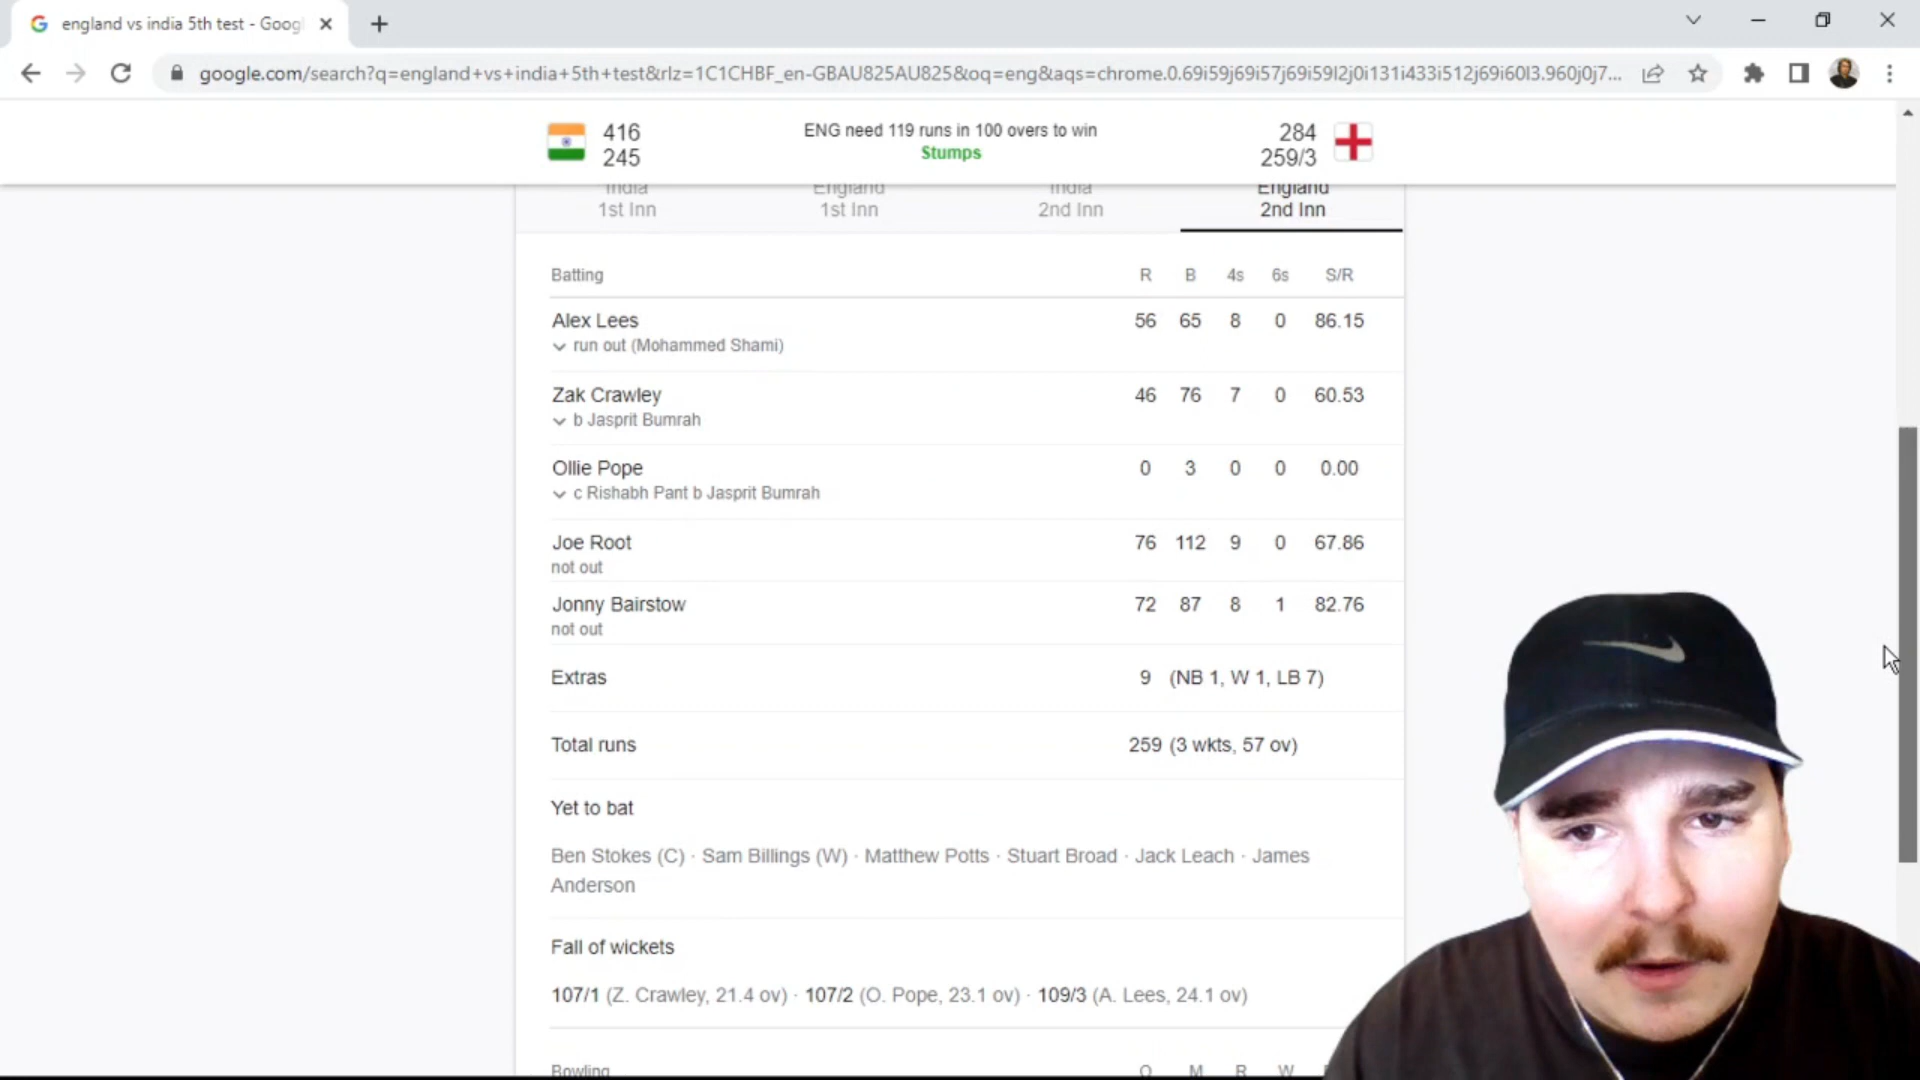 england vs india 5th test - Goog
google.com/search?q=england+vs+india+5th+test&rlz=1C1CHBF_en-GBAU825AU825&oq=eng&aqs=chrome.0.69i59j69i57j69i59l2j0i131i433i512j69i60l3.960j0j7...
416
245
ENG need 119 runs in 100 overs to win
Stumps
284
259/3
India
1st Inn
England
1st Inn
India
2nd Inn
England
2nd Inn
Batting R B 4s 6s S/R
Alex Lees 56 65 8 0 86.15
run out (Mohammed Shami)
Zak Crawley 46 76 7 0 60.53
b Jasprit Bumrah
Ollie Pope 0 3 0 0 0.00
c Rishabh Pant b Jasprit Bumrah
Joe Root 76 112 9 0 67.86
not out
Jonny Bairstow 72 87 8 1 82.76
not out
Extras 9 (NB 1, W 1, LB 7)
Total runs 259 (3 wkts, 57 ov)
Yet to bat
Ben Stokes (C) · Sam Billings (W) · Matthew Potts · Stuart Broad · Jack Leach · James
Anderson
Fall of wickets
107/1 (Z. Crawley, 21.4 ov) · 107/2 (O. Pope, 23.1 ov) · 109/3 (A. Lees, 24.1 ov)
Bowling O M R W